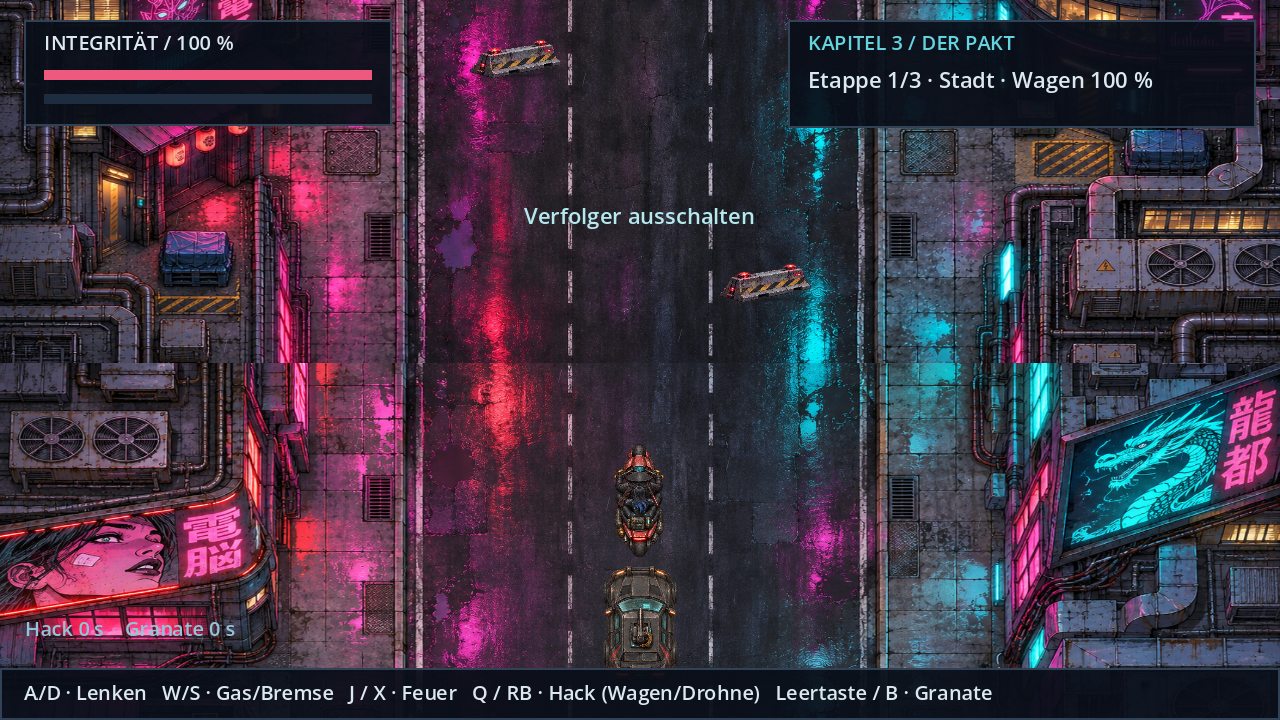 INTEGRITÄT / 100 %
KAPITEL 3 / DER PAKT
Etappe 1/3 · Stadt · Wagen 100 %
Verfolger ausschalten
龍都
電脳
Hack 0 s Granate 0 s
A/D · Lenken W/S · Gas/Bremse J / X · Feuer Q / RB · Hack (Wagen/Drohne) Leertaste / B · Granate